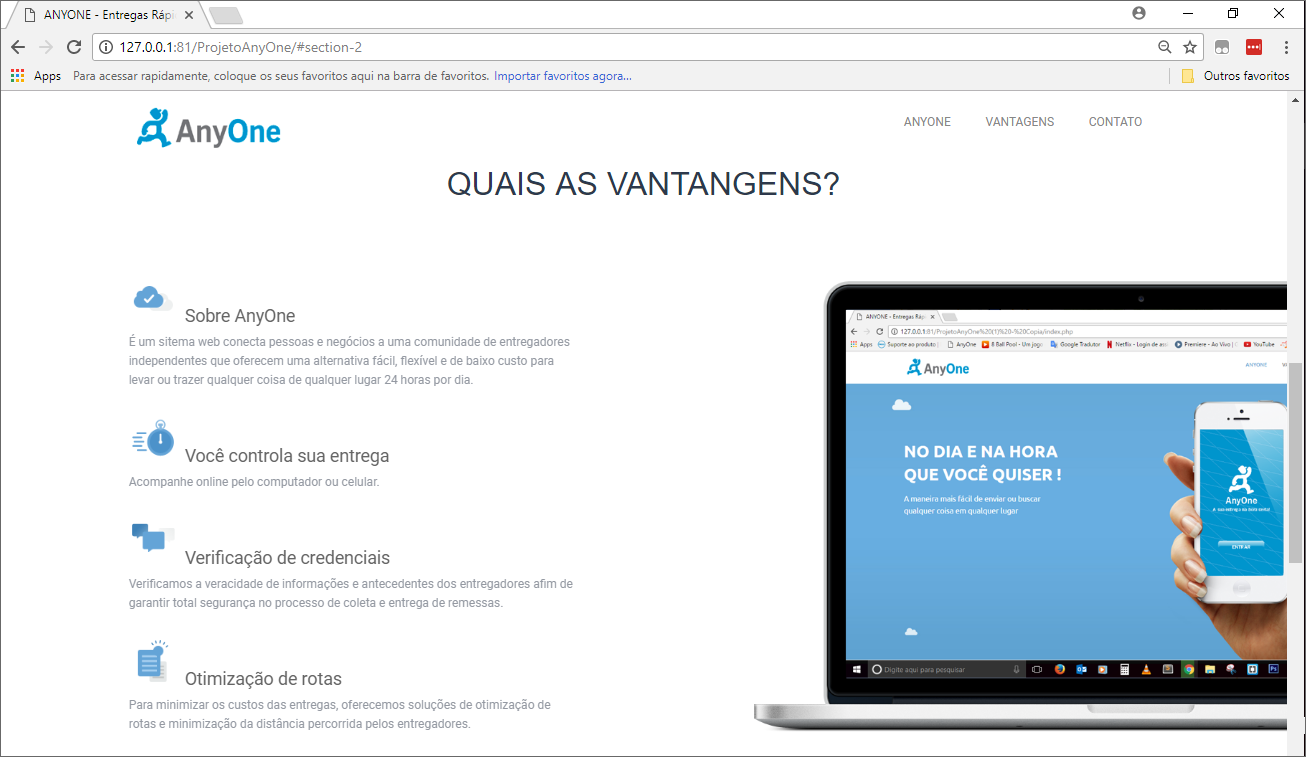 ANYONE - Entregas Rápi
127.0.0.1:81/ProjetoAnyOne/#section-2
Apps Para acessar rapidamente, coloque os seus favoritos aqui na barra de favoritos. Importar favoritos agora... Outros favoritos
AnyOne
ANYONE VANTAGENS CONTATO
QUAIS AS VANTANGENS?
Sobre AnyOne
É um sitema web conecta pessoas e negócios a uma comunidade de entregadores
independentes que oferecem uma alternativa fácil, flexível e de baixo custo para
levar ou trazer qualquer coisa de qualquer lugar 24 horas por dia.
Você controla sua entrega
Acompanhe online pelo computador ou celular.
Verificação de credenciais
Verificamos a veracidade de informações e antecedentes dos entregadores afim de
garantir total segurança no processo de coleta e entrega de remessas.
Otimização de rotas
Para minimizar os custos das entregas, oferecemos soluções de otimização de
rotas e minimização da distância percorrida pelos entregadores.
ANYONE - Entregas Rápi
127.0.0.1:81/ProjetoAnyOne%20(1)%20-%20Copia/index.php
Apps Suporte ao produto AnyOne 8 Ball Pool - Um jogo Google Tradutor Netflix - Login de ass Premiere - Ao Vivo YouTube
AnyOne
ANYONE
NO DIA E NA HORA
QUE VOCÊ QUISER !
A maneira mais fácil de enviar ou buscar
qualquer coisa em qualquer lugar
AnyOne
ENTRAR
Digite aqui para pesquisar